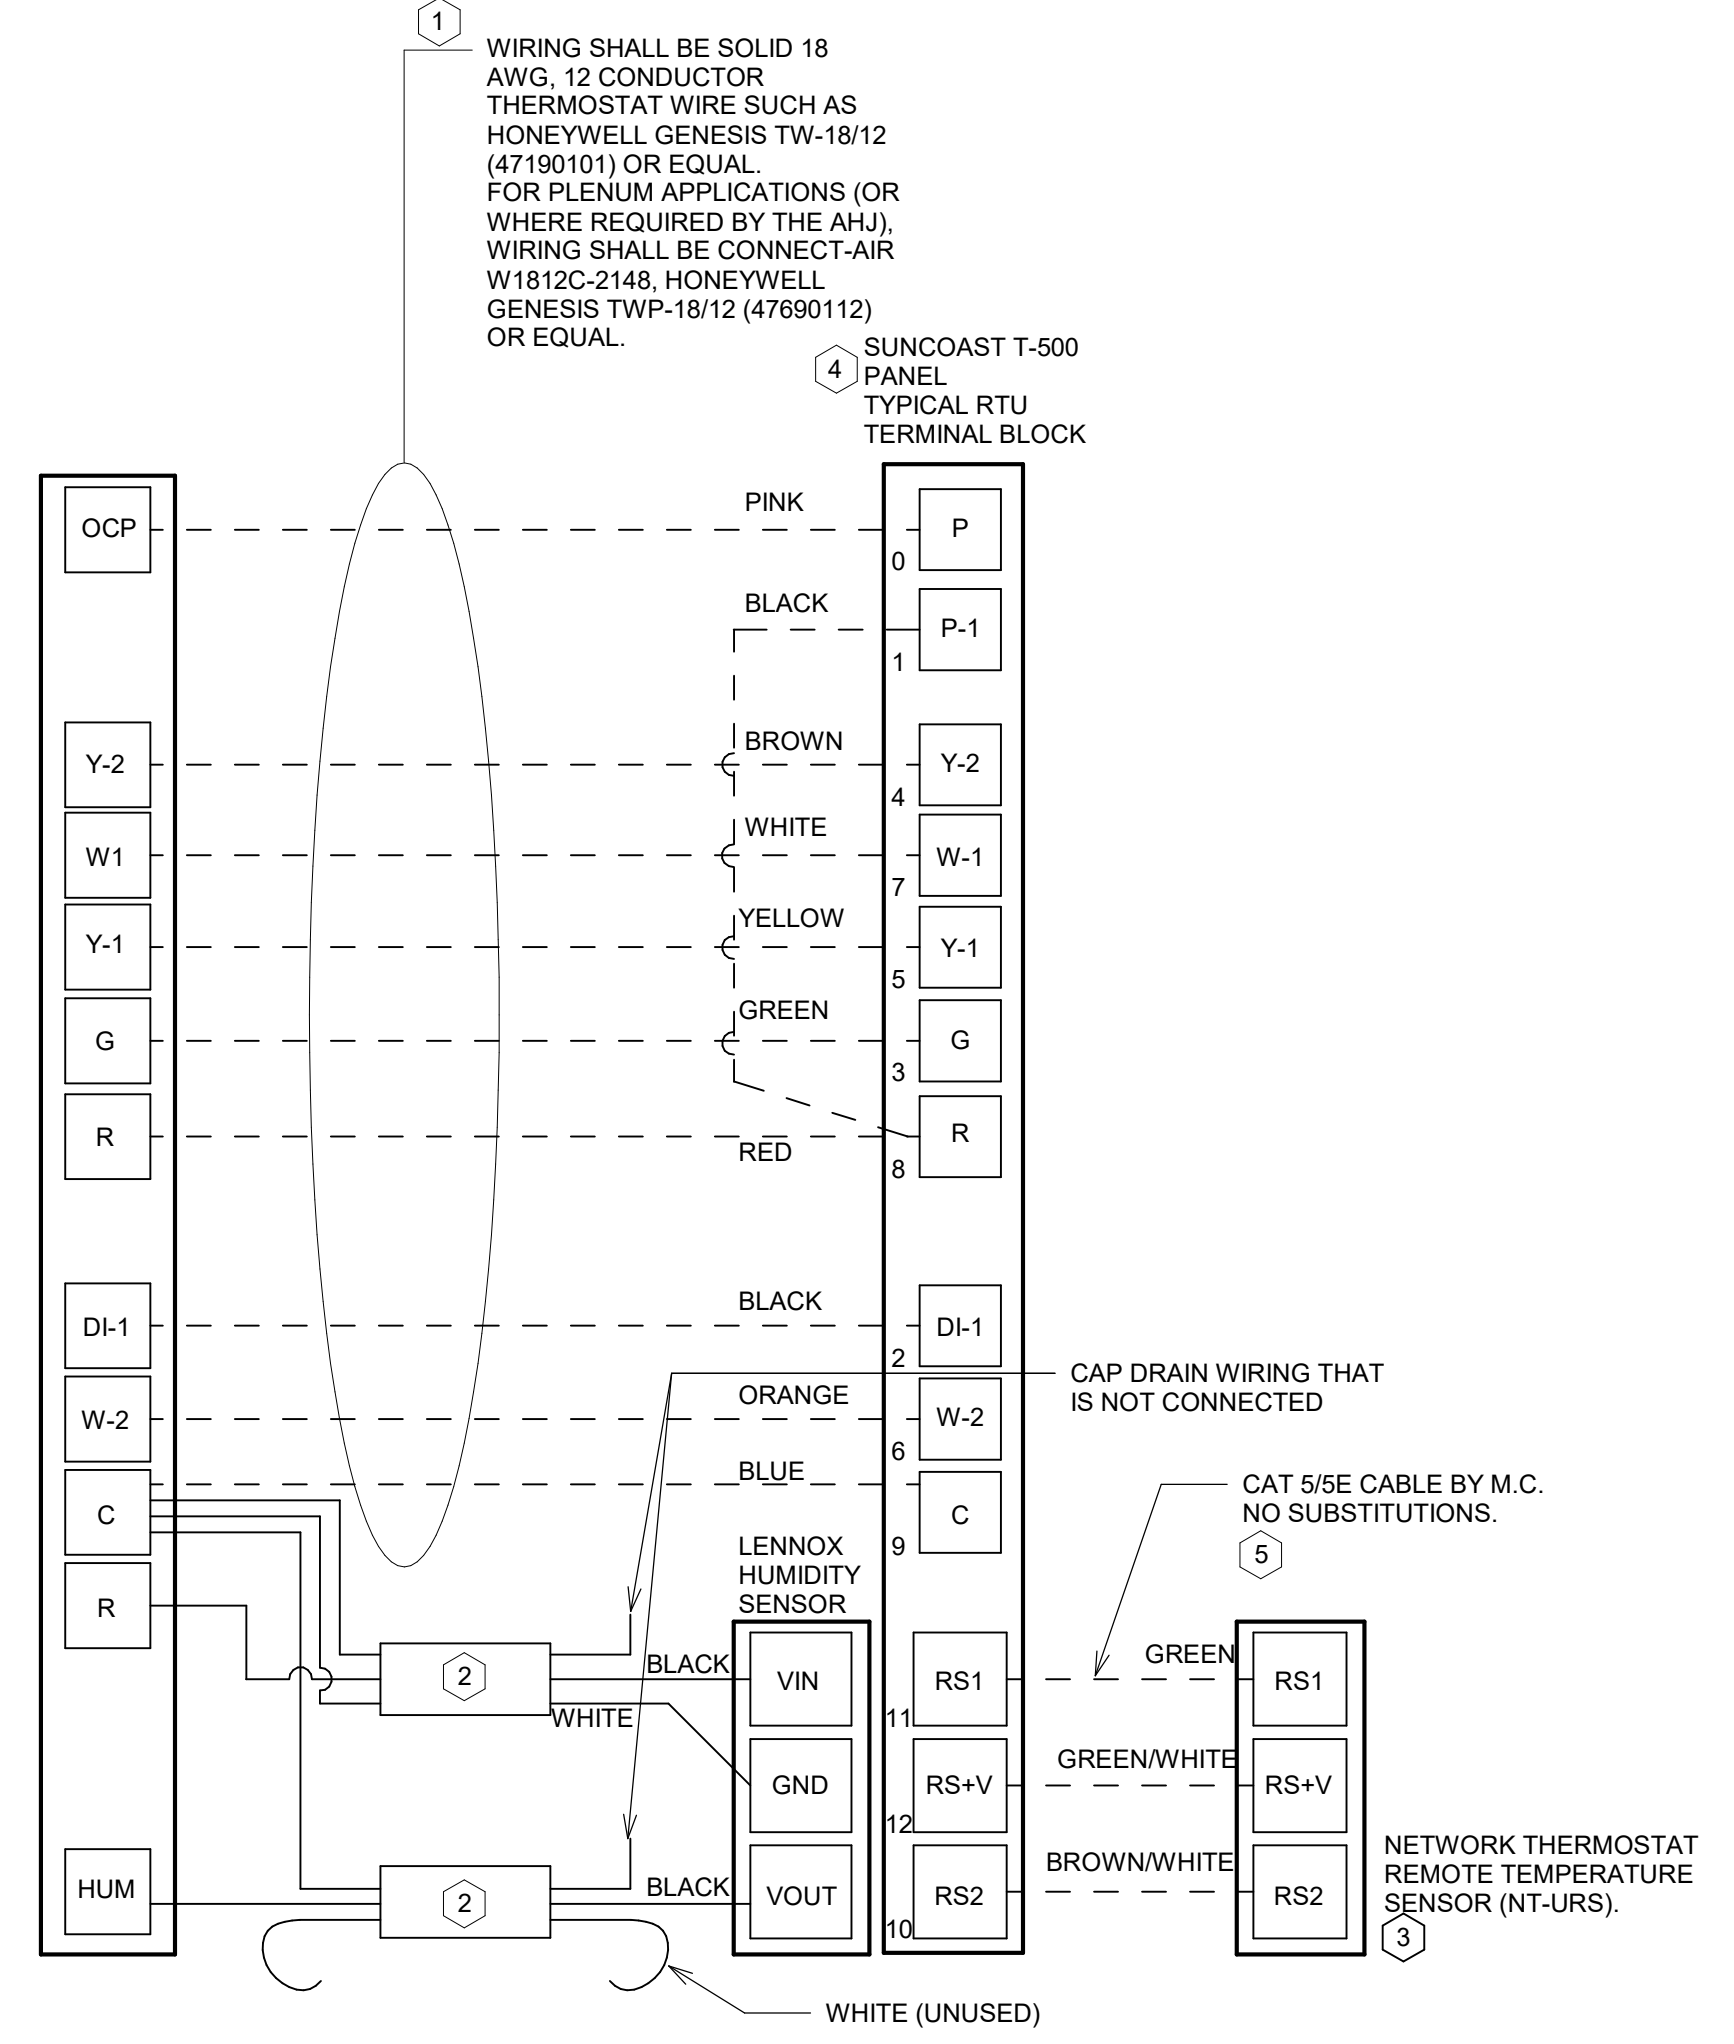 1
WIRING SHALL BE SOLID 18
AWG, 12 CONDUCTOR
THERMOSTAT WIRE SUCH AS
HONEYWELL GENESIS TW-18/12
(47190101) OR EQUAL.
FOR PLENUM APPLICATIONS (OR
WHERE REQUIRED BY THE AHJ),
WIRING SHALL BE CONNECT-AIR
W1812C-2148, HONEYWELL
GENESIS TWP-18/12 (47690112)
OR EQUAL.
4
SUNCOAST T-500
PANEL
TYPICAL RTU
TERMINAL BLOCK
OCP
PINK
P
0
BLACK
P-1
1
Y-2
BROWN
Y-2
4
W1
WHITE
W-1
7
Y-1
YELLOW
Y-1
5
G
GREEN
G
3
R
RED
R
8
DI-1
BLACK
DI-1
2
CAP DRAIN WIRING THAT
IS NOT CONNECTED
W-2
ORANGE
W-2
6
C
BLUE
C
9
CAT 5/5E CABLE BY M.C.
NO SUBSTITUTIONS.
5
R
LENNOX
HUMIDITY
SENSOR
2
BLACK
WHITE
VIN
RS1
11
GREEN
RS1
GND
RS+V
12
GREEN/WHITE
RS+V
HUM
2
BLACK
VOUT
RS2
10
BROWN/WHITE
RS2
NETWORK THERMOSTAT
REMOTE TEMPERATURE
SENSOR (NT-URS).
3
WHITE (UNUSED)